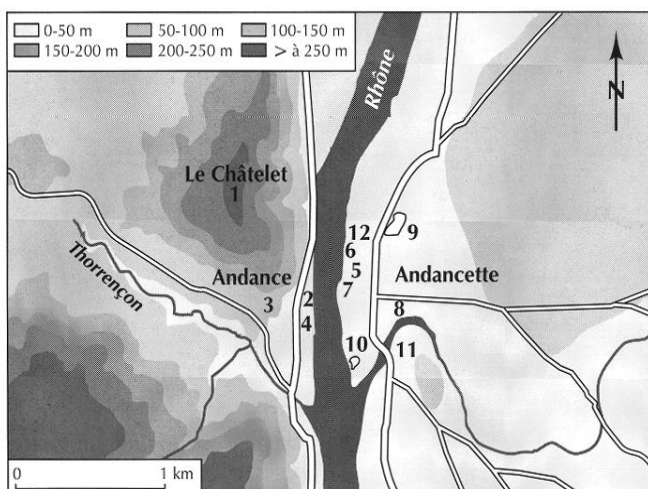 0-50 m 50-100 m 100-150 m
150-200 m 200-250 m > à 250 m
Rhône
N
Le Châtelet
1
12 9
6
Thorrençon
Andance
5
Andancette
3 2 7
8
4
10 11
0 1 km